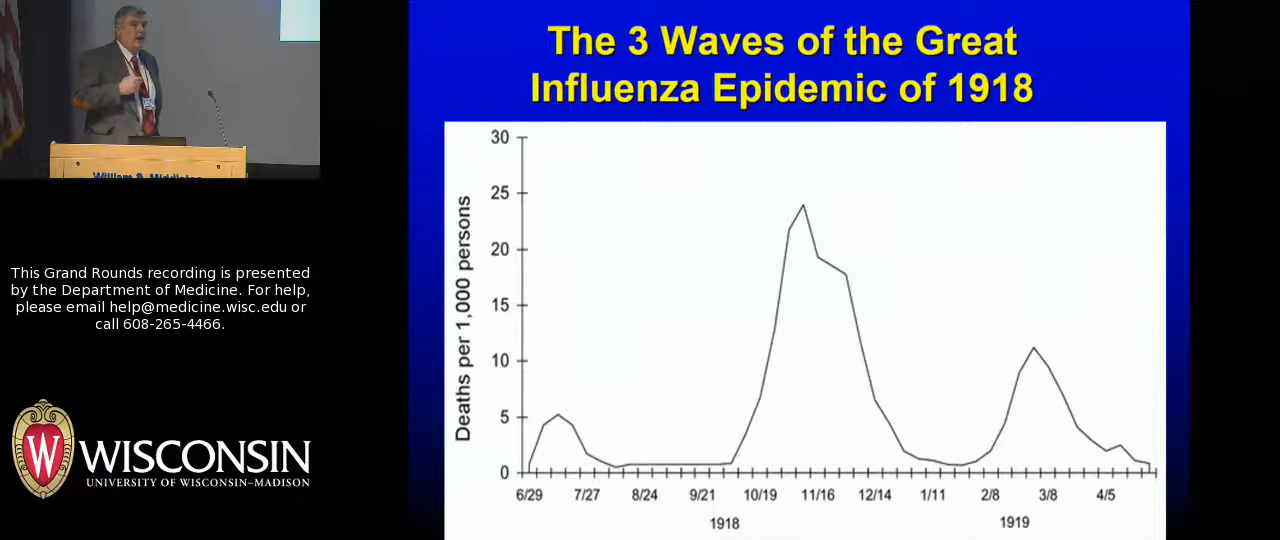 The 3 Waves of the Great
Influenza Epidemic of 1918
Deaths per 1,000 persons
30
25
20
15
10
5
0
6/29 7/27 8/24 9/21 10/19 11/16 12/14 1/11 2/8 3/8 4/5
1918 1919
William S. Middleton
This Grand Rounds recording is presented
by the Department of Medicine. For help,
please email help@medicine.wisc.edu or
call 608-265-4466.
W
WISCONSIN
UNIVERSITY OF WISCONSIN–MADISON